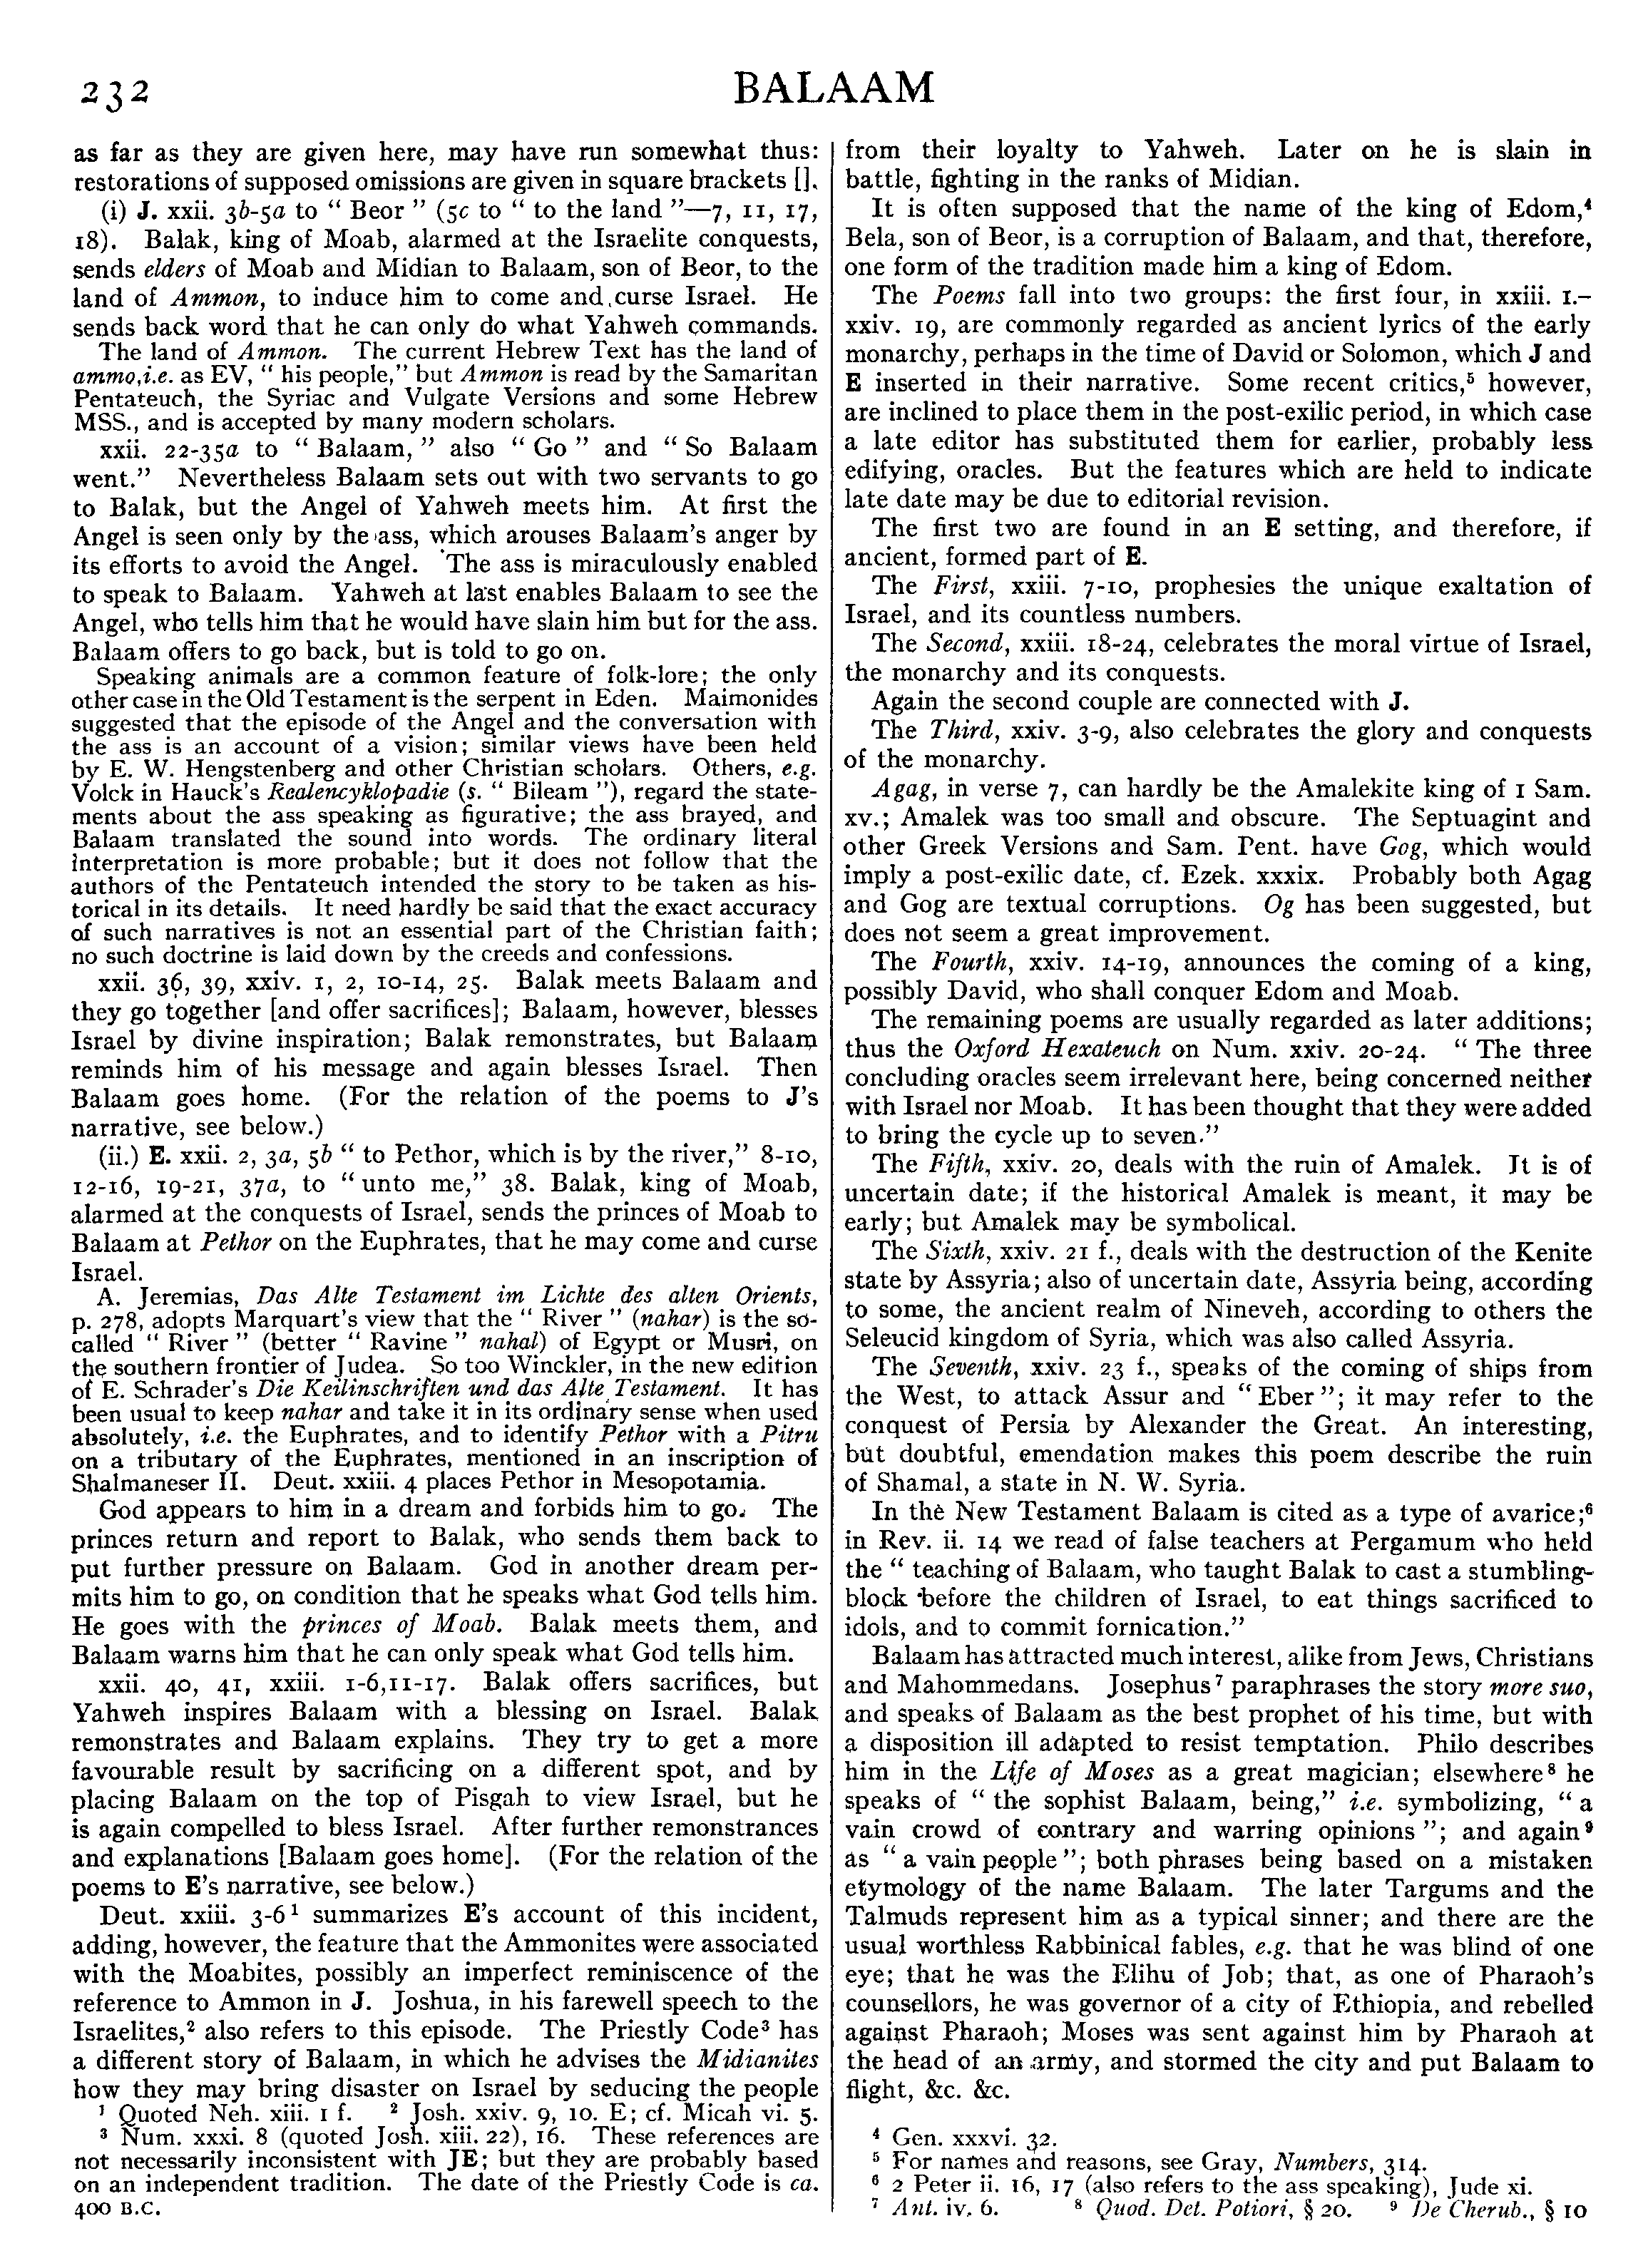 232
BALAAM
as far as they are given here, may have run somewhat thus:
restorations of supposed omissions are given in square brackets [].
(i) J. xxii. 3b-5a to “ Beor ” (5c to “ to the land ”—7, 11, 17,
18). Balak, king of Moab, alarmed at the Israelite conquests,
sends elders of Moab and Midian to Balaam, son of Beor, to the
land of Ammon, to induce him to come and curse Israel. He
sends back word that he can only do what Yahweh commands.
The land of Ammon. The current Hebrew Text has the land of
ammo,i.e. as EV, “ his people,” but Ammon is read by the Samaritan
Pentateuch, the Syriac and Vulgate Versions and some Hebrew
MSS., and is accepted by many modern scholars.
xxii. 22-35a to “ Balaam, ” also “ Go ” and “ So Balaam
went.” Nevertheless Balaam sets out with two servants to go
to Balak, but the Angel of Yahweh meets him. At first the
Angel is seen only by the ass, which arouses Balaam’s anger by
its efforts to avoid the Angel. The ass is miraculously enabled
to speak to Balaam. Yahweh at last enables Balaam to see the
Angel, who tells him that he would have slain him but for the ass.
Balaam offers to go back, but is told to go on.
Speaking animals are a common feature of folk-lore; the only
other case in the Old Testament is the serpent in Eden. Maimonides
suggested that the episode of the Angel and the conversation with
the ass is an account of a vision; similar views have been held
by E. W. Hengstenberg and other Christian scholars. Others, e.g.
Volck in Hauck’s Realencyklopadie (s. “ Bileam ”), regard the state-
ments about the ass speaking as figurative; the ass brayed, and
Balaam translated the sound into words. The ordinary literal
interpretation is more probable; but it does not follow that the
authors of the Pentateuch intended the story to be taken as his-
torical in its details. It need hardly be said that the exact accuracy
of such narratives is not an essential part of the Christian faith;
no such doctrine is laid down by the creeds and confessions.
xxii. 36, 39, xxiv. 1, 2, 10-14, 25. Balak meets Balaam and
they go together [and offer sacrifices]; Balaam, however, blesses
Israel by divine inspiration; Balak remonstrates, but Balaam
reminds him of his message and again blesses Israel. Then
Balaam goes home. (For the relation of the poems to J’s
narrative, see below.)
(ii.) E. xxii. 2, 3a, 5b “ to Pethor, which is by the river,” 8-10,
12-16, 19-21, 37a, to “ unto me,” 38. Balak, king of Moab,
alarmed at the conquests of Israel, sends the princes of Moab to
Balaam at Pethor on the Euphrates, that he may come and curse
Israel.
A. Jeremias, Das Alte Testament im Lichte des alten Orients,
p. 278, adopts Marquart’s view that the “ River ” (nahar) is the so-
called “ River ” (better “ Ravine ” nahal) of Egypt or Musri, on
the southern frontier of Judea. So too Winckler, in the new edition
of E. Schrader’s Die Keilinschriften und das Alte Testament. It has
been usual to keep nahar and take it in its ordinary sense when used
absolutely, i.e. the Euphrates, and to identify Pethor with a Pitru
on a tributary of the Euphrates, mentioned in an inscription of
Shalmaneser II. Deut. xxiii. 4 places Pethor in Mesopotamia.
God appears to him in a dream and forbids him to go. The
princes return and report to Balak, who sends them back to
put further pressure on Balaam. God in another dream per-
mits him to go, on condition that he speaks what God tells him.
He goes with the princes of Moab. Balak meets them, and
Balaam warns him that he can only speak what God tells him.
xxii. 40, 41, xxiii. 1-6,11-17. Balak offers sacrifices, but
Yahweh inspires Balaam with a blessing on Israel. Balak
remonstrates and Balaam explains. They try to get a more
favourable result by sacrificing on a different spot, and by
placing Balaam on the top of Pisgah to view Israel, but he
is again compelled to bless Israel. After further remonstrances
and explanations [Balaam goes home]. (For the relation of the
poems to E’s narrative, see below.)
Deut. xxiii. 3-6¹ summarizes E’s account of this incident,
adding, however, the feature that the Ammonites were associated
with the Moabites, possibly an imperfect reminiscence of the
reference to Ammon in J. Joshua, in his farewell speech to the
Israelites,² also refers to this episode. The Priestly Code³ has
a different story of Balaam, in which he advises the Midianites
how they may bring disaster on Israel by seducing the people
¹ Quoted Neh. xiii. 1 f. ² Josh. xxiv. 9, 10. E; cf. Micah vi. 5.
³ Num. xxxi. 8 (quoted Josh. xiii. 22), 16. These references are
not necessarily inconsistent with JE; but they are probably based
on an independent tradition. The date of the Priestly Code is ca.
400 B.C.
from their loyalty to Yahweh. Later on he is slain in
battle, fighting in the ranks of Midian.
It is often supposed that the name of the king of Edom,⁴
Bela, son of Beor, is a corruption of Balaam, and that, therefore,
one form of the tradition made him a king of Edom.
The Poems fall into two groups: the first four, in xxiii. 1.–
xxiv. 19, are commonly regarded as ancient lyrics of the early
monarchy, perhaps in the time of David or Solomon, which J and
E inserted in their narrative. Some recent critics,⁵ however,
are inclined to place them in the post-exilic period, in which case
a late editor has substituted them for earlier, probably less
edifying, oracles. But the features which are held to indicate
late date may be due to editorial revision.
The first two are found in an E setting, and therefore, if
ancient, formed part of E.
The First, xxiii. 7-10, prophesies the unique exaltation of
Israel, and its countless numbers.
The Second, xxiii. 18-24, celebrates the moral virtue of Israel,
the monarchy and its conquests.
Again the second couple are connected with J.
The Third, xxiv. 3-9, also celebrates the glory and conquests
of the monarchy.
Agag, in verse 7, can hardly be the Amalekite king of 1 Sam.
xv.; Amalek was too small and obscure. The Septuagint and
other Greek Versions and Sam. Pent. have Gog, which would
imply a post-exilic date, cf. Ezek. xxxix. Probably both Agag
and Gog are textual corruptions. Og has been suggested, but
does not seem a great improvement.
The Fourth, xxiv. 14-19, announces the coming of a king,
possibly David, who shall conquer Edom and Moab.
The remaining poems are usually regarded as later additions;
thus the Oxford Hexateuch on Num. xxiv. 20-24. “ The three
concluding oracles seem irrelevant here, being concerned neither
with Israel nor Moab. It has been thought that they were added
to bring the cycle up to seven.”
The Fifth, xxiv. 20, deals with the ruin of Amalek. It is of
uncertain date; if the historical Amalek is meant, it may be
early; but Amalek may be symbolical.
The Sixth, xxiv. 21 f., deals with the destruction of the Kenite
state by Assyria; also of uncertain date, Assyria being, according
to some, the ancient realm of Nineveh, according to others the
Seleucid kingdom of Syria, which was also called Assyria.
The Seventh, xxiv. 23 f., speaks of the coming of ships from
the West, to attack Assur and “ Eber ”; it may refer to the
conquest of Persia by Alexander the Great. An interesting,
but doubtful, emendation makes this poem describe the ruin
of Shamal, a state in N. W. Syria.
In the New Testament Balaam is cited as a type of avarice;⁶
in Rev. ii. 14 we read of false teachers at Pergamum who held
the “ teaching of Balaam, who taught Balak to cast a stumbling-
block before the children of Israel, to eat things sacrificed to
idols, and to commit fornication.”
Balaam has attracted much interest, alike from Jews, Christians
and Mahommedans. Josephus⁷ paraphrases the story more suo,
and speaks of Balaam as the best prophet of his time, but with
a disposition ill adapted to resist temptation. Philo describes
him in the Life of Moses as a great magician; elsewhere⁸ he
speaks of “ the sophist Balaam, being,” i.e. symbolizing, “ a
vain crowd of contrary and warring opinions ”; and again⁹
as “ a vain people ”; both phrases being based on a mistaken
etymology of the name Balaam. The later Targums and the
Talmuds represent him as a typical sinner; and there are the
usual worthless Rabbinical fables, e.g. that he was blind of one
eye; that he was the Elihu of Job; that, as one of Pharaoh’s
counsellors, he was governor of a city of Ethiopia, and rebelled
against Pharaoh; Moses was sent against him by Pharaoh at
the head of an army, and stormed the city and put Balaam to
flight, &c. &c.
⁴ Gen. xxxvi. 32.
⁵ For names and reasons, see Gray, Numbers, 314.
⁶ 2 Peter ii. 16, 17 (also refers to the ass speaking), Jude xi.
⁷ Ant. iv. 6. ⁸ Quod. Det. Potiori, § 20. ⁹ De Cherub., § 10